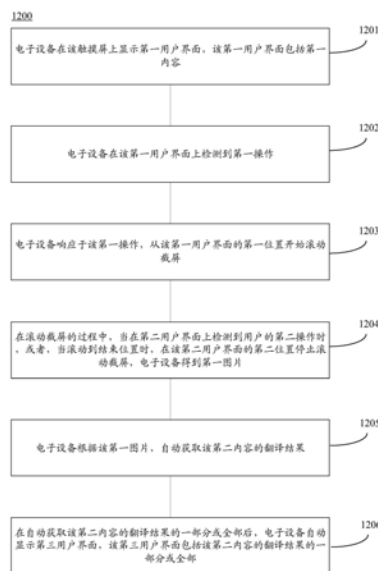 1200
1201
电子设备在该触摸屏上显示第一用户界面，该第一用户界面包括第一
内容
1202
电子设备在该第一用户界面上检测到第一操作
1203
电子设备响应于该第一操作，从该第一用户界面的第一位置开始滚动
截屏
1204
在滚动截屏的过程中，当在第二用户界面上检测到用户的第二操作时
，或者，当滚动到结束位置时，在该第二用户界面的第二位置停止滚
动截屏，电子设备得到第一图片
1205
电子设备根据该第一图片，自动获取该第二内容的翻译结果
1206
在自动获取该第二内容的翻译结果的一部分或全部后，电子设备自动
显示第三用户界面，该第三用户界面包括该第二内容的翻译结果的一
部分或全部